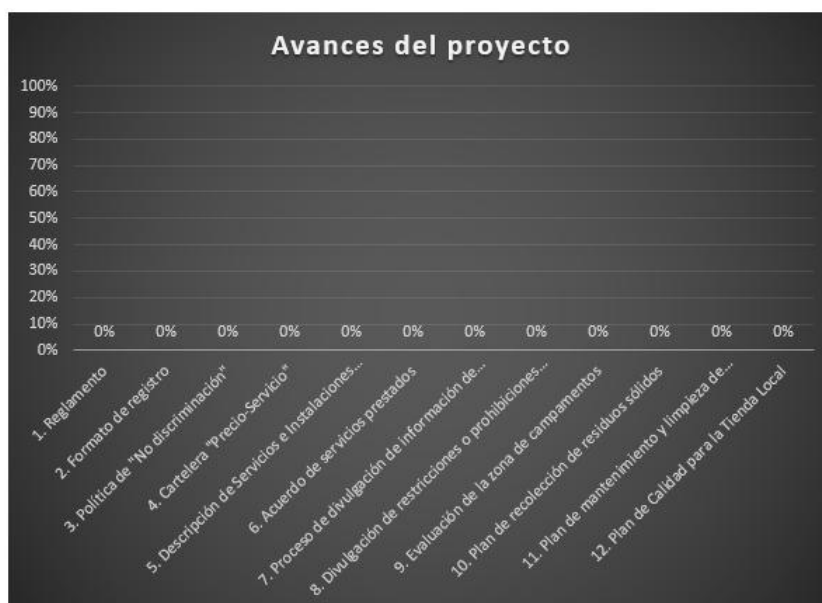 Avances del proyecto
100%
90%
80%
70%
60%
50%
40%
30%
20%
10%
0%
0% 0% 0% 0% 0% 0% 0% 0% 0% 0% 0% 0%
1. Reglamento
2. Formato de registro
3. Política de "No discriminación"
4. Cartelera "Precio-Servicio"
5. Descripción de Servicios e Instalaciones...
6. Acuerdo de servicios prestados
7. Proceso de divulgación de información de...
8. Divulgación de restricciones o prohibiciones...
9. Evaluación de la zona de campamentos
10. Plan de recolección de residuos sólidos
11. Plan de mantenimiento y limpieza de...
12. Plan de Calidad para la Tienda Local